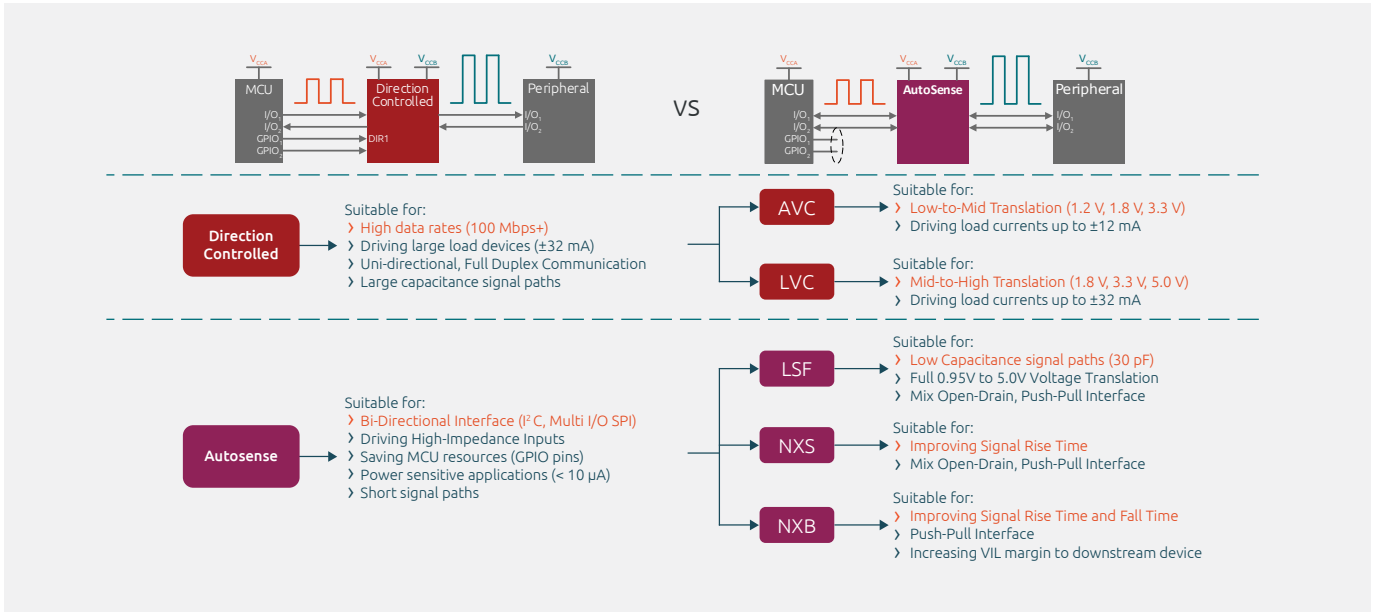 V_CCA V_CCA V_CCB V_CCB
MCU Direction Controlled Peripheral
I/O₁ I/O₁
I/O₂ I/O₂
GPIO₁ DIR1
GPIO₂
VS
V_CCA V_CCA V_CCB V_CCB
MCU AutoSense Peripheral
I/O₁ I/O₁
I/O₂ I/O₂
GPIO₁
GPIO₂
Direction
Controlled
Suitable for:
› High data rates (100 Mbps+)
› Driving large load devices (±32 mA)
› Uni-directional, Full Duplex Communication
› Large capacitance signal paths
AVC
Suitable for:
› Low-to-Mid Translation (1.2 V, 1.8 V, 3.3 V)
› Driving load currents up to ±12 mA
LVC
Suitable for:
› Mid-to-High Translation (1.8 V, 3.3 V, 5.0 V)
› Driving load currents up to ±32 mA
Autosense
Suitable for:
› Bi-Directional Interface (I² C, Multi I/O SPI)
› Driving High-Impedance Inputs
› Saving MCU resources (GPIO pins)
› Power sensitive applications (< 10 µA)
› Short signal paths
LSF
Suitable for:
› Low Capacitance signal paths (30 pF)
› Full 0.95V to 5.0V Voltage Translation
› Mix Open-Drain, Push-Pull Interface
NXS
Suitable for:
› Improving Signal Rise Time
› Mix Open-Drain, Push-Pull Interface
NXB
Suitable for:
› Improving Signal Rise Time and Fall Time
› Push-Pull Interface
› Increasing VIL margin to downstream device